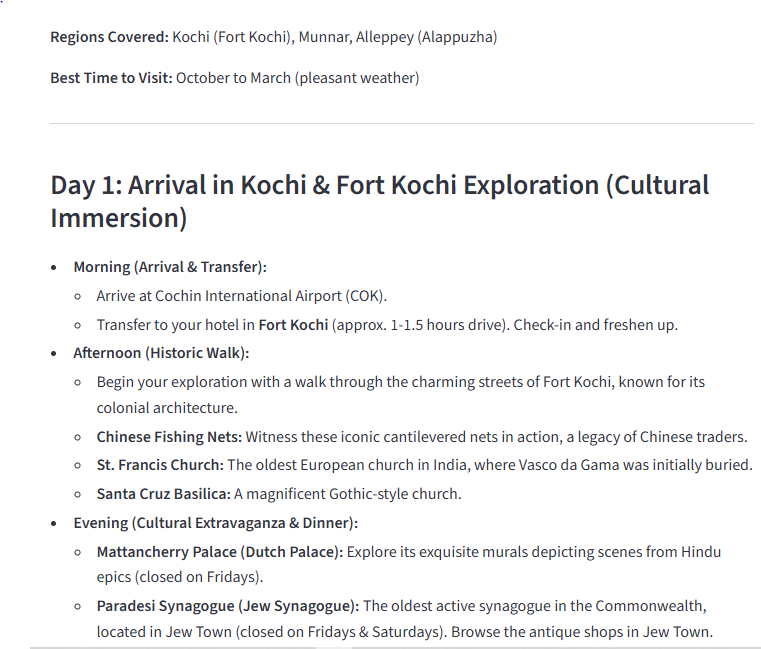 Regions Covered: Kochi (Fort Kochi), Munnar, Alleppey (Alappuzha)
Best Time to Visit: October to March (pleasant weather)
Day 1: Arrival in Kochi & Fort Kochi Exploration (Cultural
Immersion)
• Morning (Arrival & Transfer):
○ Arrive at Cochin International Airport (COK).
○ Transfer to your hotel in Fort Kochi (approx. 1-1.5 hours drive). Check-in and freshen up.
• Afternoon (Historic Walk):
○ Begin your exploration with a walk through the charming streets of Fort Kochi, known for its
colonial architecture.
○ Chinese Fishing Nets: Witness these iconic cantilevered nets in action, a legacy of Chinese traders.
○ St. Francis Church: The oldest European church in India, where Vasco da Gama was initially buried.
○ Santa Cruz Basilica: A magnificent Gothic-style church.
• Evening (Cultural Extravaganza & Dinner):
○ Mattancherry Palace (Dutch Palace): Explore its exquisite murals depicting scenes from Hindu
epics (closed on Fridays).
○ Paradesi Synagogue (Jew Synagogue): The oldest active synagogue in the Commonwealth,
located in Jew Town (closed on Fridays & Saturdays). Browse the antique shops in Jew Town.